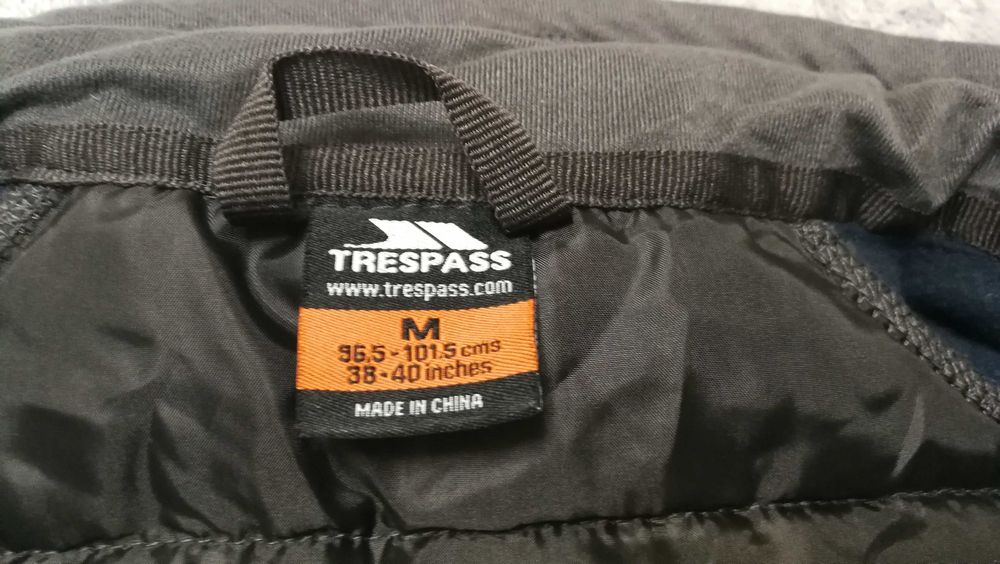 TRESPASS
www.trespass.com
M
96,5-101.5 cms
38-40 inches
MADE IN CHINA